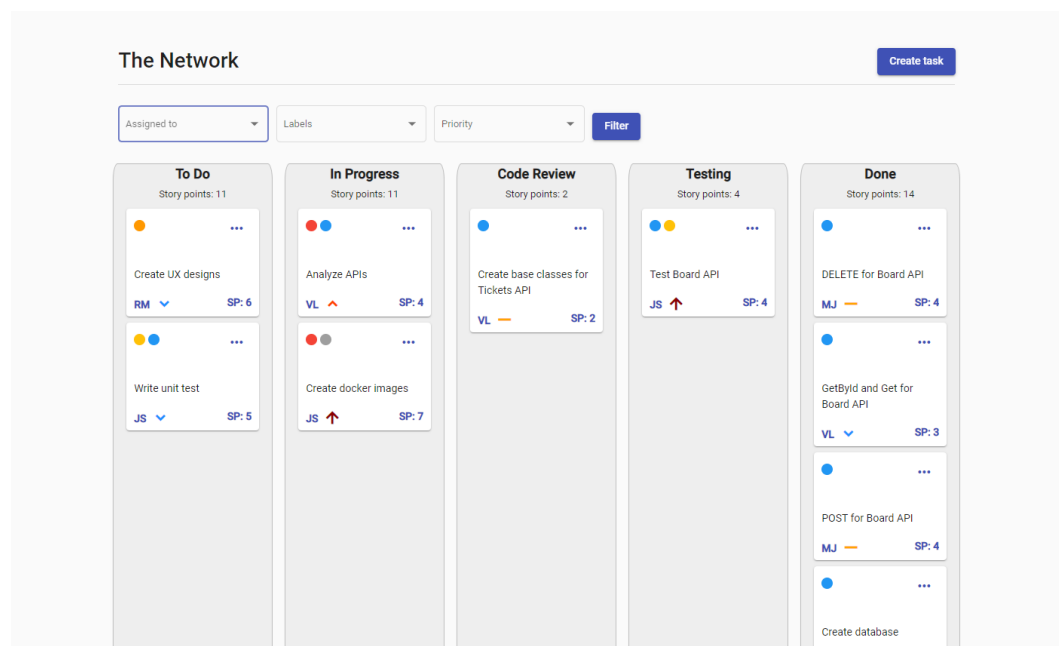 The Network
Create task
Assigned to
Labels
Priority
Filter
To Do
Story points: 11
Create UX designs
RM SP: 6
Write unit test
JS SP: 5
In Progress
Story points: 11
Analyze APIs
VL SP: 4
Create docker images
JS SP: 7
Code Review
Story points: 2
Create base classes for
Tickets API
VL SP: 2
Testing
Story points: 4
Test Board API
JS SP: 4
Done
Story points: 14
DELETE for Board API
MJ SP: 4
GetById and Get for
Board API
VL SP: 3
POST for Board API
MJ SP: 4
Create database